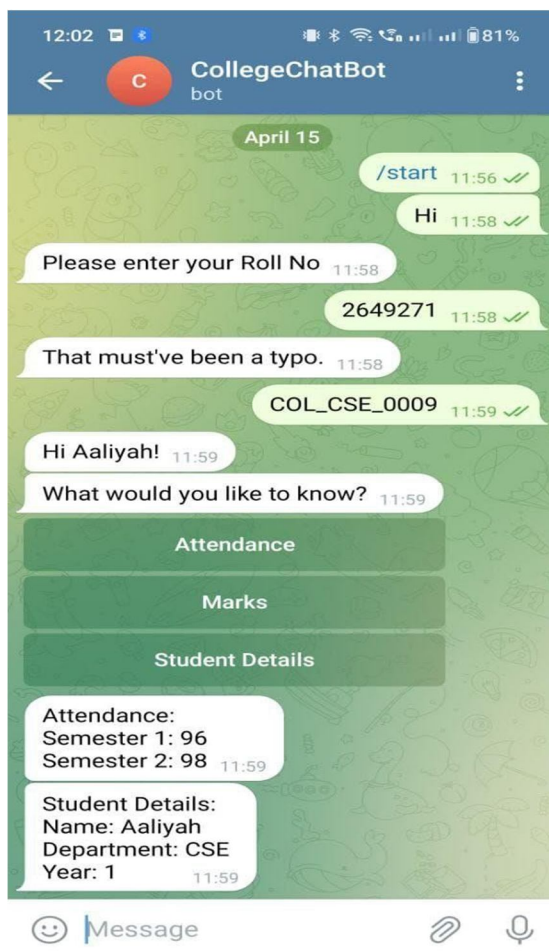 12:02
81%
C
CollegeChatBot
bot
April 15
/start 11:56
Hi 11:58
Please enter your Roll No 11:58
2649271 11:58
That must've been a typo. 11:58
COL_CSE_0009 11:59
Hi Aaliyah! 11:59
What would you like to know? 11:59
Attendance
Marks
Student Details
Attendance:
Semester 1: 96
Semester 2: 98 11:59
Student Details:
Name: Aaliyah
Department: CSE
Year: 1 11:59
Message